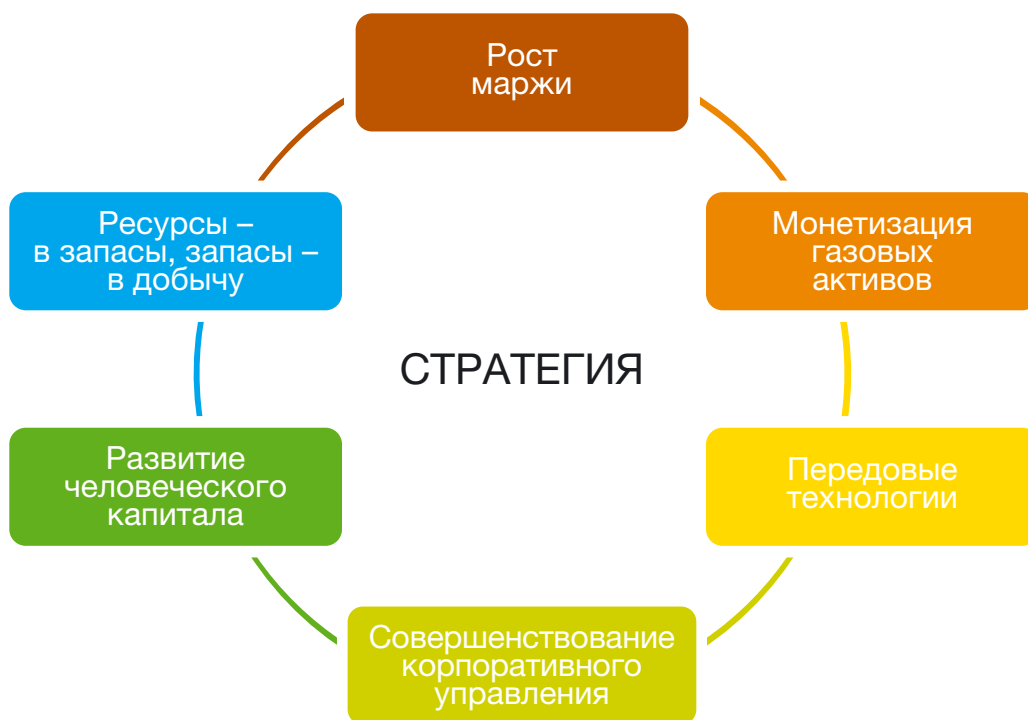 Рост
маржи
Ресурсы –
в запасы, запасы –
в добычу
Монетизация
газовых
активов
СТРАТЕГИЯ
Развитие
человеческого
капитала
Передовые
технологии
Совершенствование
корпоративного
управления